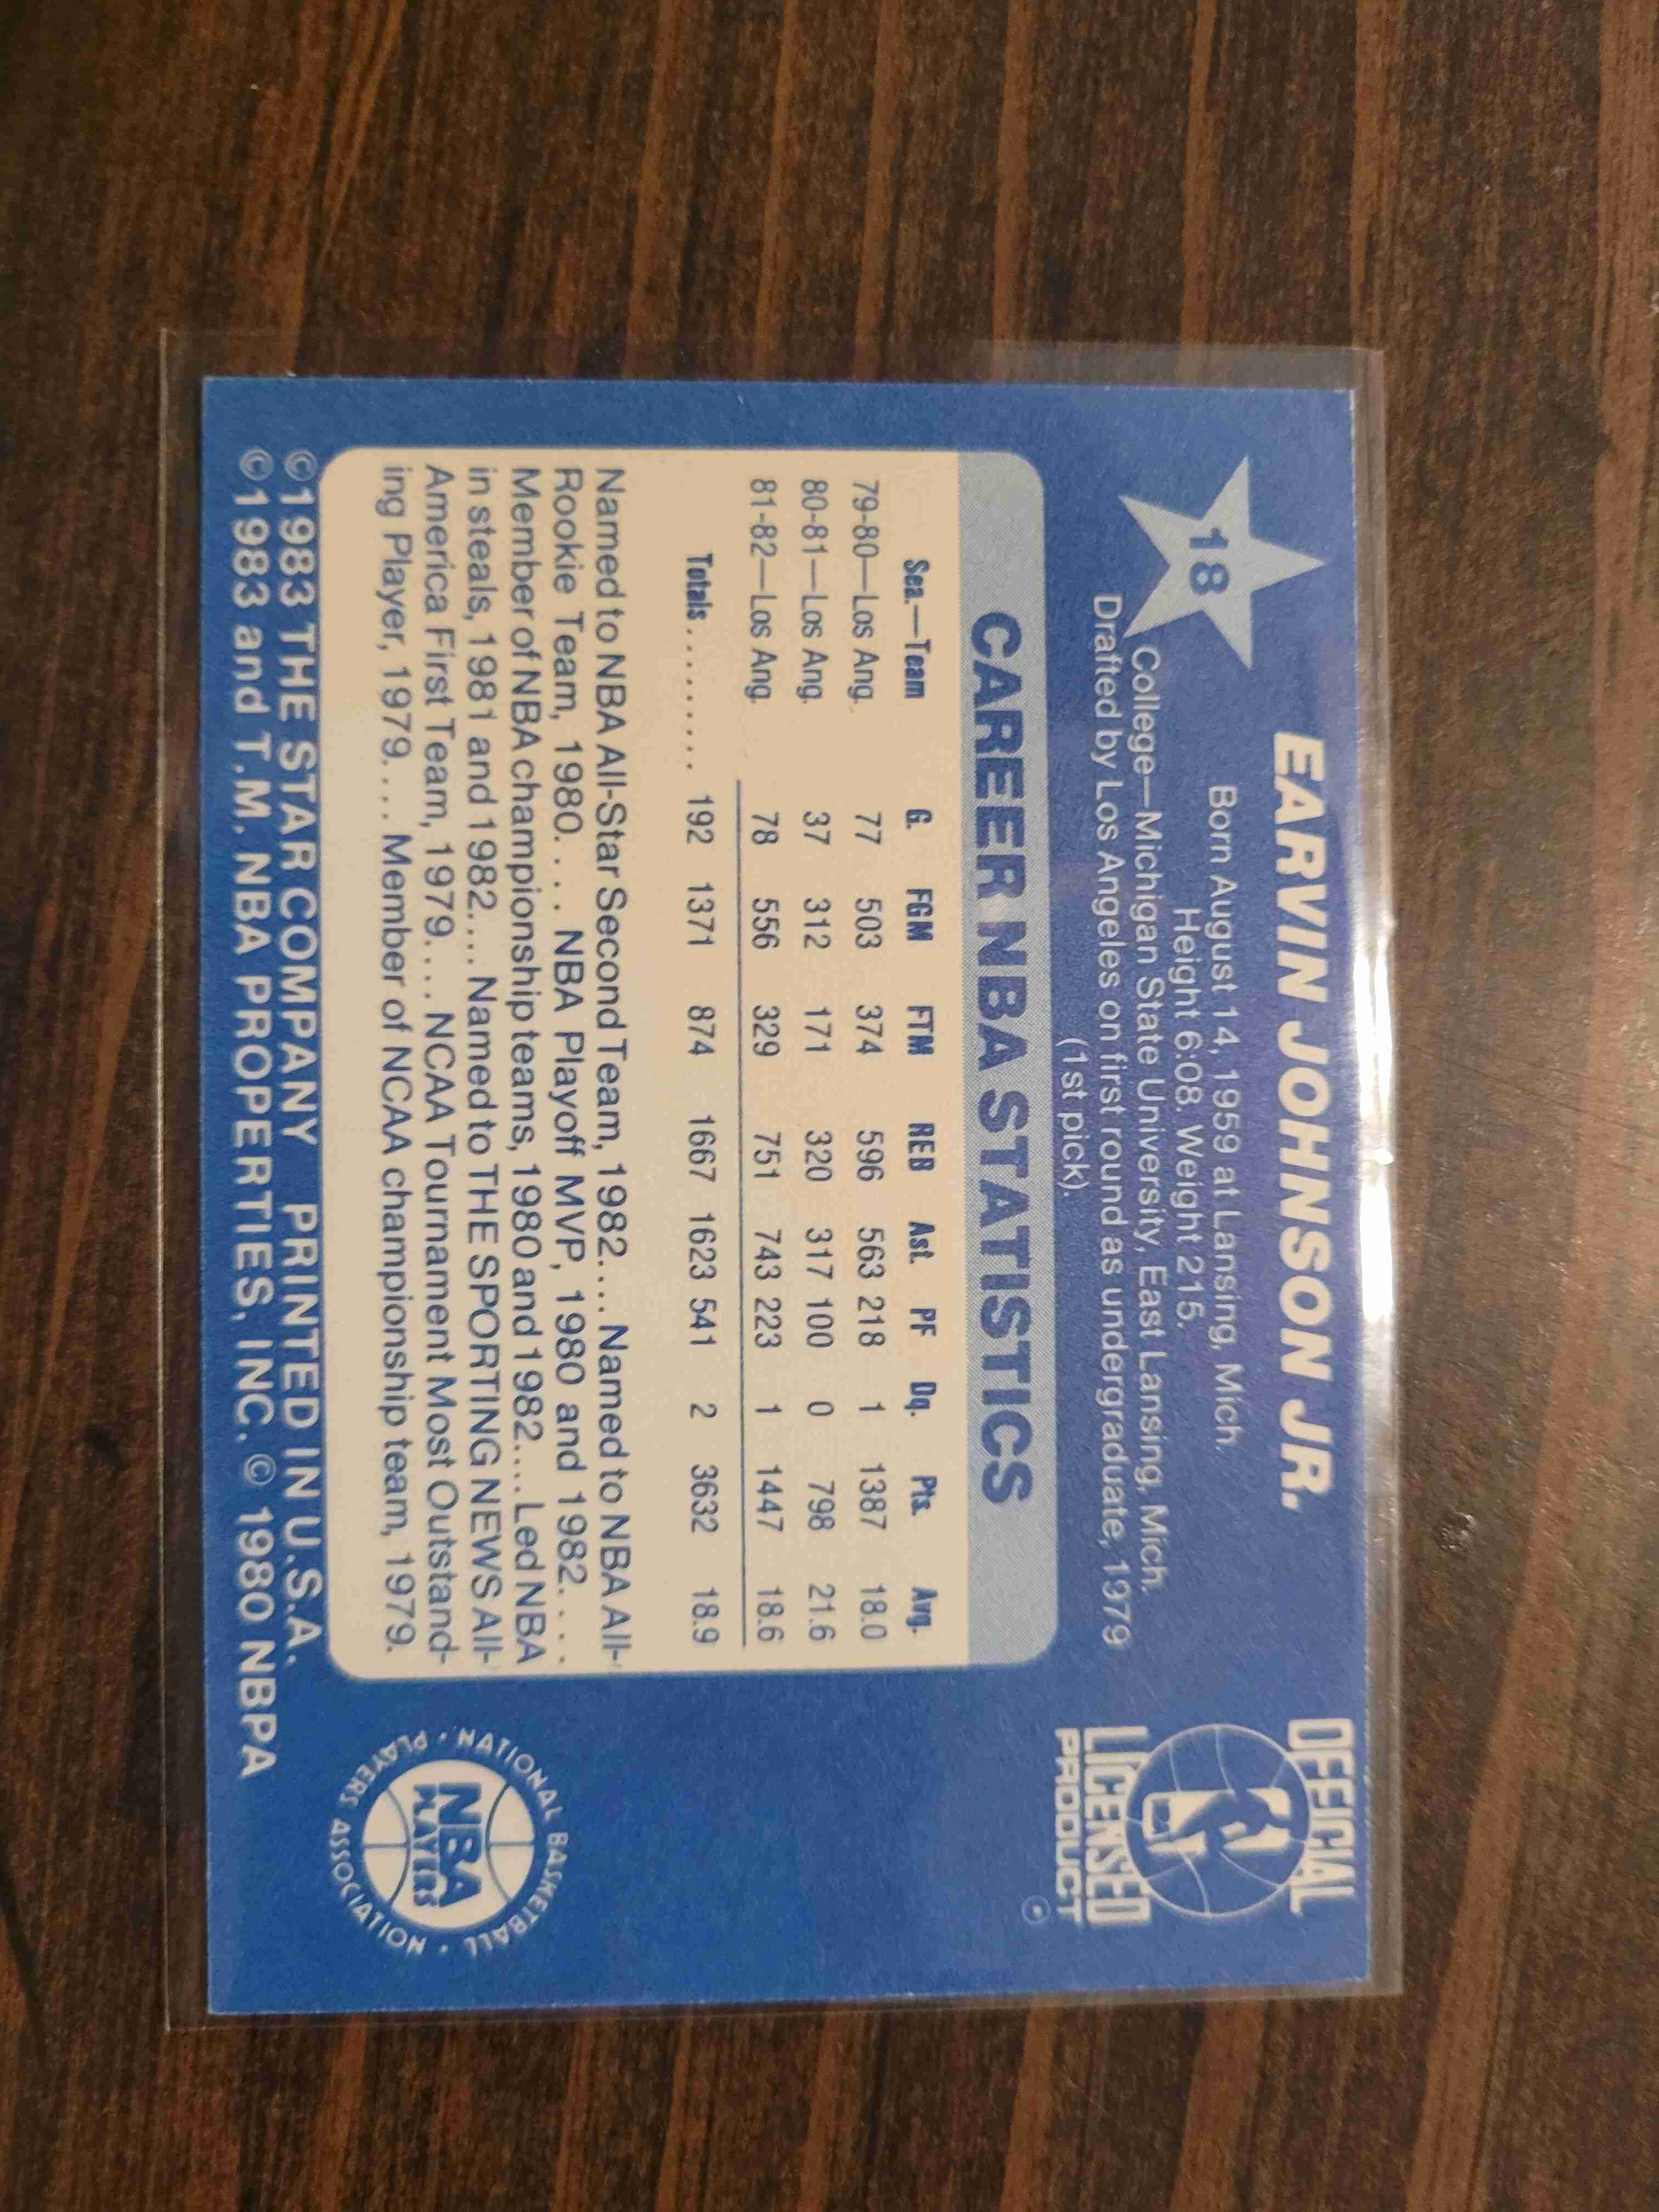 18
EARVIN JOHNSON JR.
Born August 14, 1959 at Lansing, Mich.
Height 6:08. Weight 215.
College—Michigan State University, East Lansing, Mich.
Drafted by Los Angeles on first round as undergraduate, 1979
(1st pick).
OFFICIAL
LICENSED
PRODUCT
CAREER NBA STATISTICS
Sea.—Team G. FGM FTM REB Ast. PF Dq. Pts. Avg.
79-80—Los Ang. 77 503 374 596 563 218 1 1387 18.0
80-81—Los Ang. 37 312 171 320 317 100 0 798 21.6
81-82—Los Ang. 78 556 329 751 743 223 1 1447 18.6
Totals......... 192 1371 874 1667 1623 541 2 3632 18.9
Named to NBA All-Star Second Team, 1982.... Named to NBA All-
Rookie Team, 1980.... NBA Playoff MVP, 1980 and 1982....
Member of NBA championship teams, 1980 and 1982.... Led NBA
in steals, 1981 and 1982.... Named to THE SPORTING NEWS All-
America First Team, 1979.... NCAA Tournament Most Outstand-
ing Player, 1979.... Member of NCAA championship team, 1979.
NATIONAL BASKETBALL • PLAYERS ASSOCIATION •
NBA
PLAYERS
©1983 THE STAR COMPANY PRINTED IN U.S.A.
©1983 and T.M. NBA PROPERTIES, INC. © 1980 NBPA